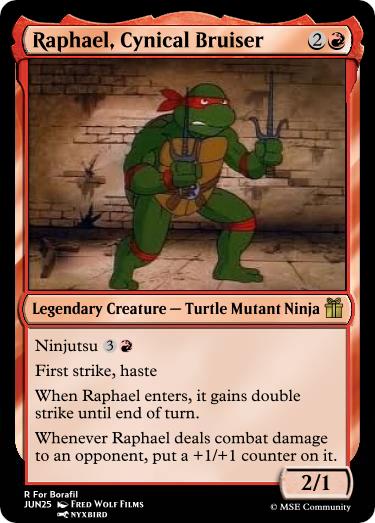 Raphael, Cynical Bruiser 2
Legendary Creature — Turtle Mutant Ninja
Ninjutsu 3
First strike, haste
When Raphael enters, it gains double
strike until end of turn.
Whenever Raphael deals combat damage
to an opponent, put a +1/+1 counter on it.
2/1
R For Borafil
JUN25 Fred Wolf Films
NYXBIRD
© MSE Community